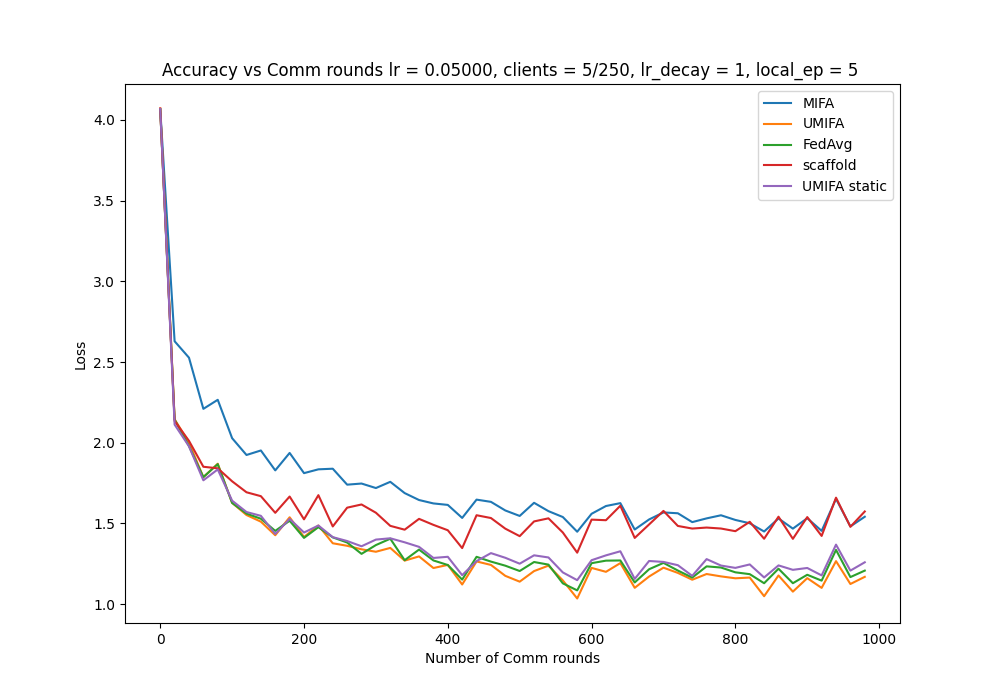 Accuracy vs Comm rounds lr = 0.05000, clients = 5/250, lr_decay = 1, local_ep = 5
MIFA
UMIFA
FedAvg
scaffold
UMIFA static
4.0
3.5
3.0
2.5
2.0
1.5
1.0
Loss
0 200 400 600 800 1000
Number of Comm rounds